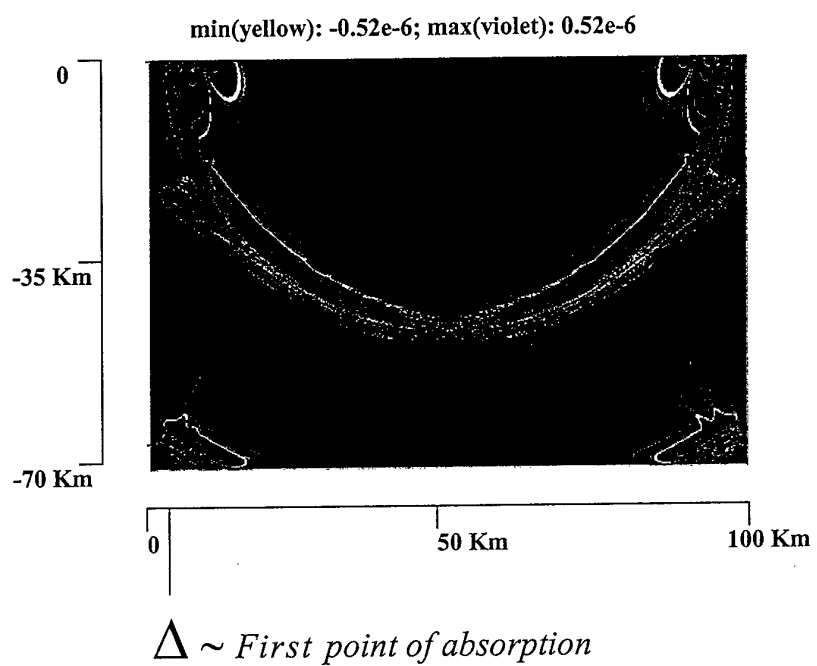 min(yellow): -0.52e-6; max(violet): 0.52e-6
0
-35 Km
-70 Km
0
50 Km
100 Km
Δ ~ First point of absorption